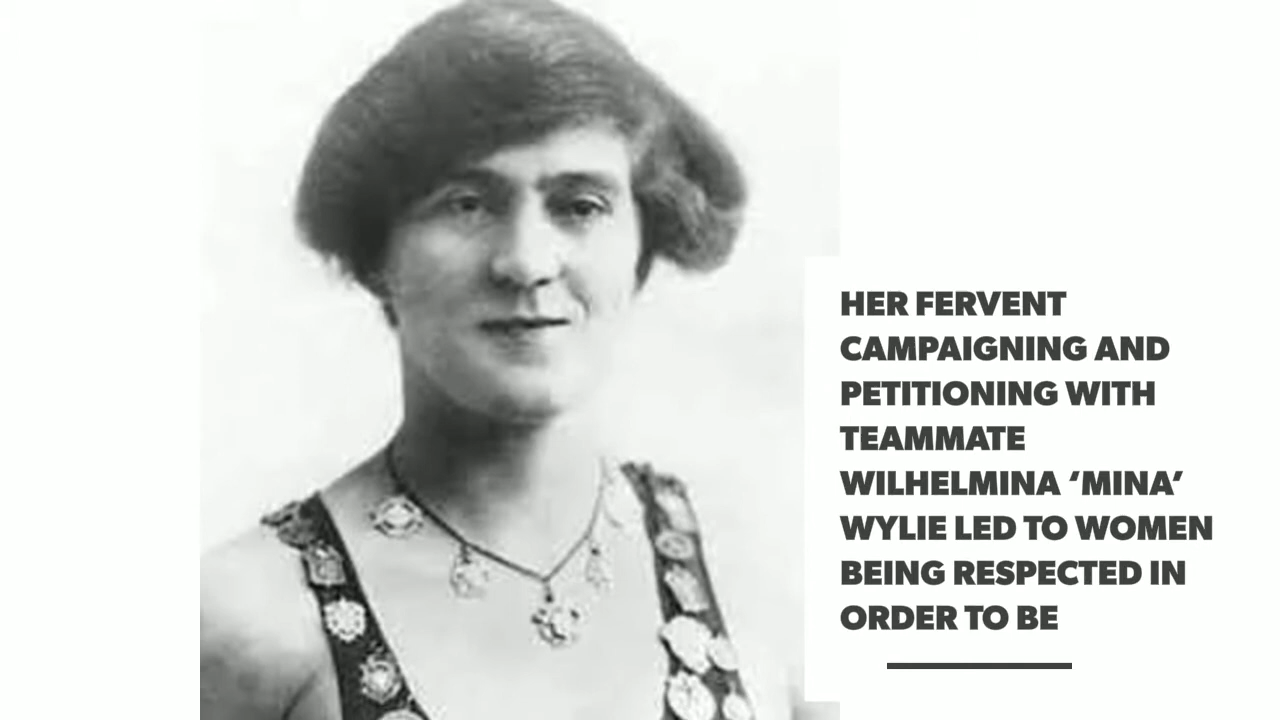 HER FERVENT
CAMPAIGNING AND
PETITIONING WITH
TEAMMATE
WILHELMINA ‘MINA’
WYLIE LED TO WOMEN
BEING RESPECTED IN
ORDER TO BE